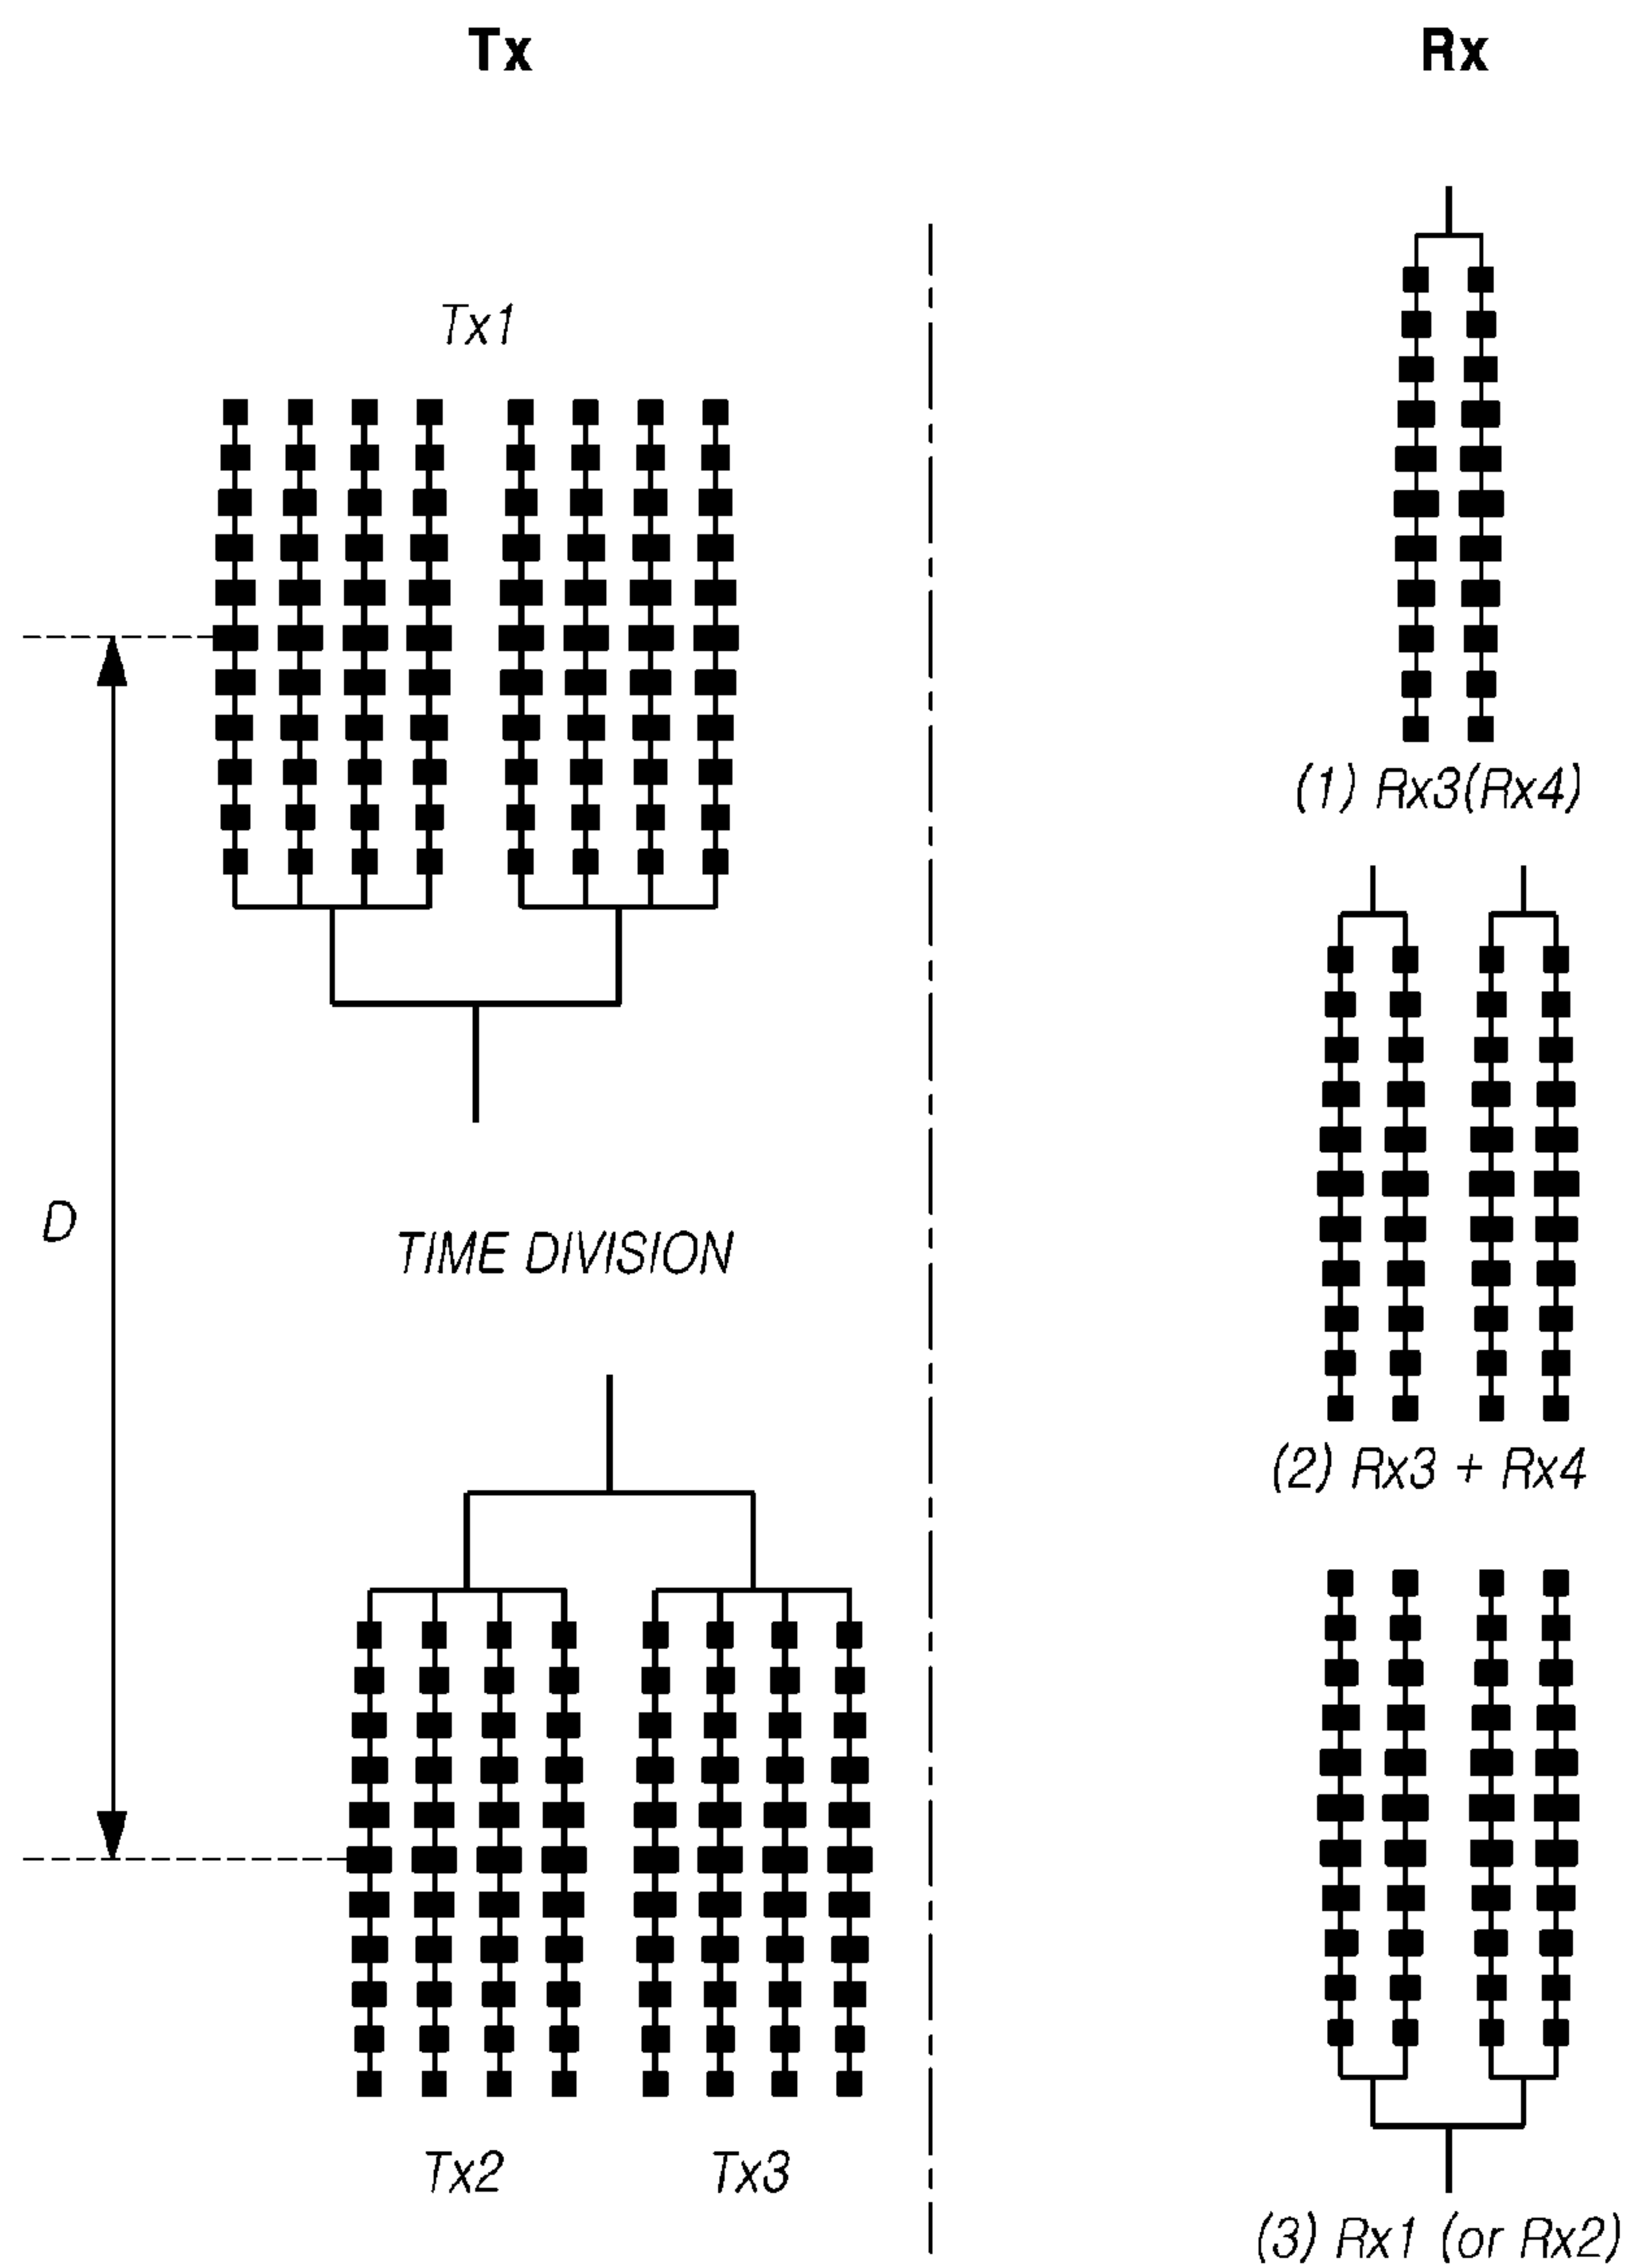 Tx
Rx
Tx1
(1) Rx3(Rx4)
D
TIME DIVISION
(2) Rx3 + Rx4
Tx2
Tx3
(3) Rx1 (or Rx2)